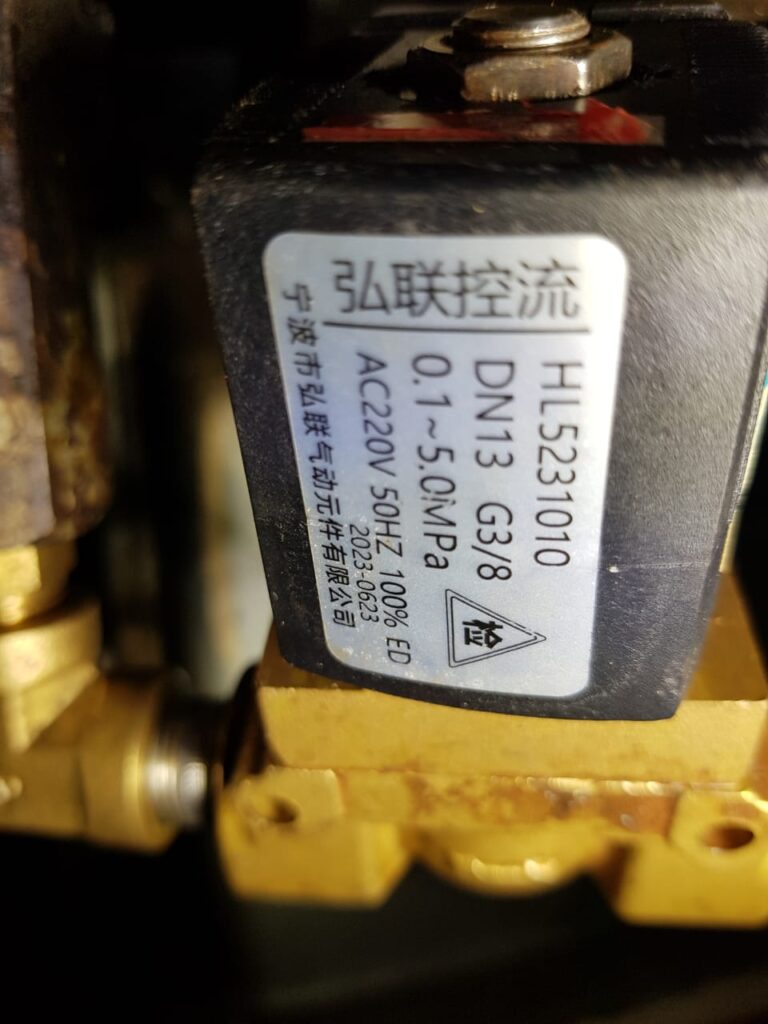 弘联控流
HL5231010
DN13 G3/8
0.1~5.0MPa
AC220V 50HZ 100% ED
2023-0623
宁波市弘联气动元件有限公司
检